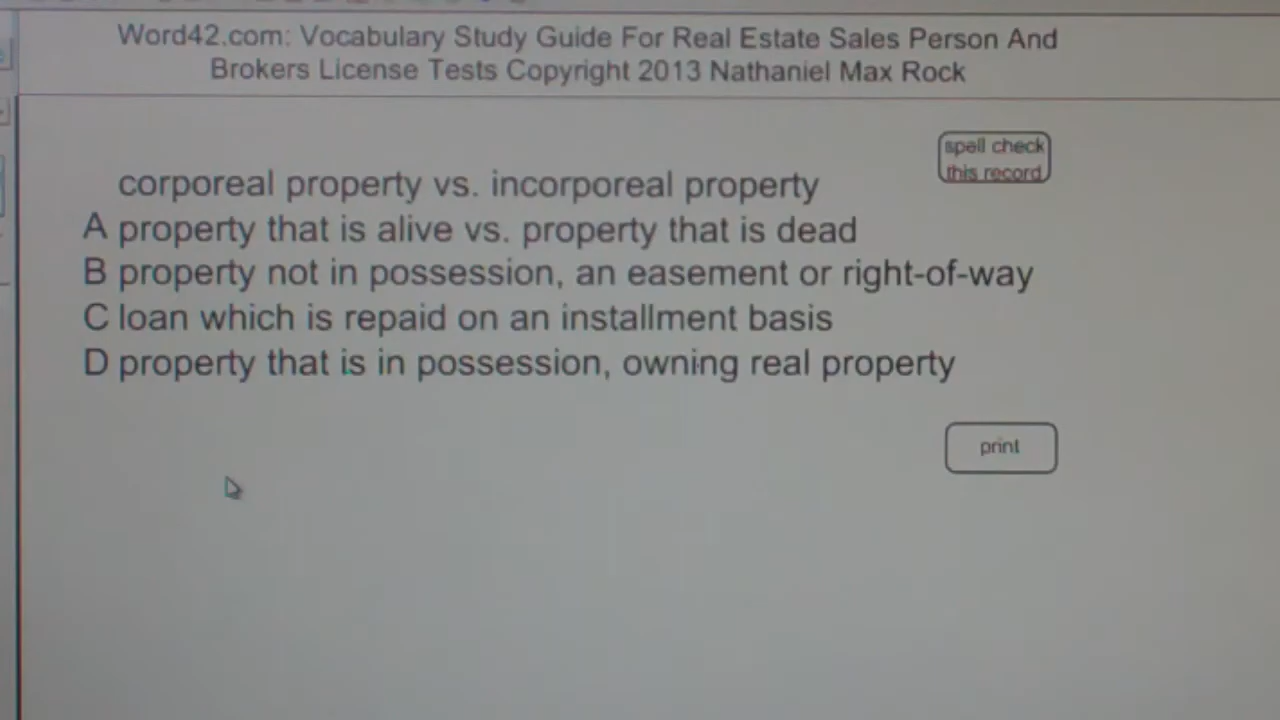 Word42.com: Vocabulary Study Guide For Real Estate Sales Person And
Brokers License Tests Copyright 2013 Nathaniel Max Rock
spell check
this record
corporeal property vs. incorporeal property
A property that is alive vs. property that is dead
B property not in possession, an easement or right-of-way
C loan which is repaid on an installment basis
D property that is in possession, owning real property
print